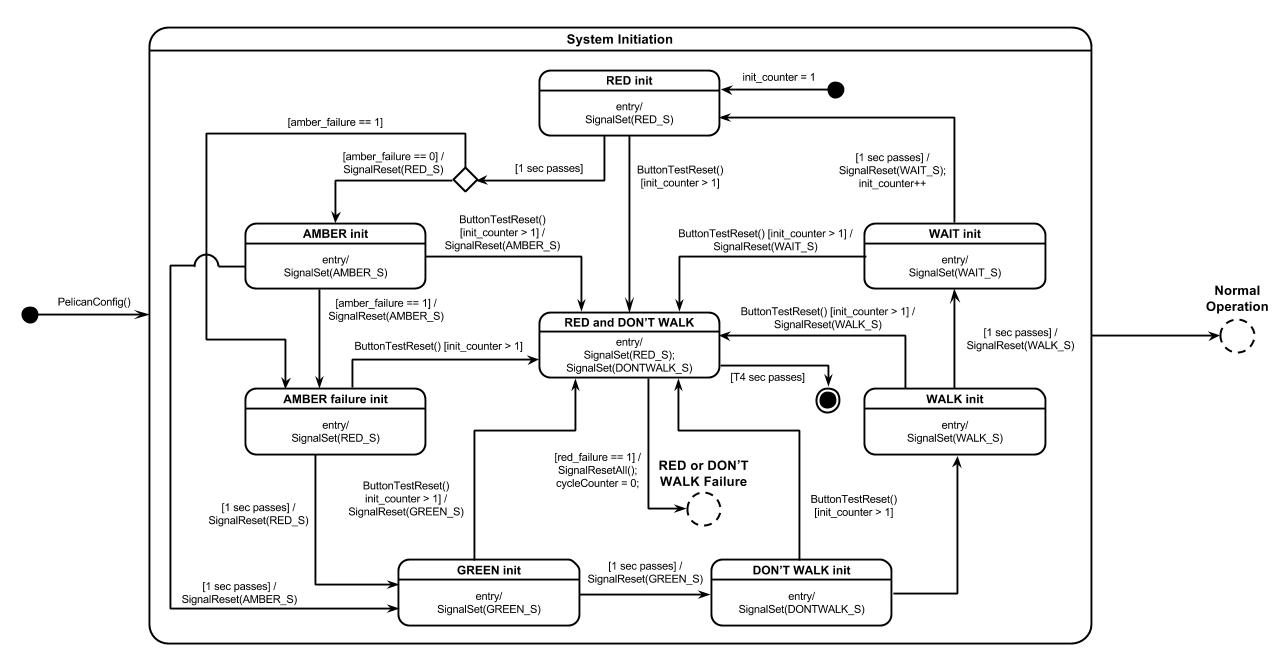 System Initiation
RED init
entry/
SignalSet(RED_S)
init_counter = 1
[amber_failure == 1]
[amber_failure == 0] /
SignalReset(RED_S)
[1 sec passes]
ButtonTestReset()
[init_counter > 1]
[1 sec passes] /
SignalReset(WAIT_S);
init_counter++
AMBER init
entry/
SignalSet(AMBER_S)
ButtonTestReset()
[init_counter > 1] /
SignalReset(AMBER_S)
ButtonTestReset() [init_counter > 1] /
SignalReset(WAIT_S)
WAIT init
entry/
SignalSet(WAIT_S)
PelicanConfig()
[amber_failure == 1] /
SignalReset(AMBER_S)
RED and DON'T WALK
entry/
SignalSet(RED_S);
SignalSet(DONTWALK_S)
ButtonTestReset() [init_counter > 1] /
SignalReset(WALK_S)
[1 sec passes] /
SignalReset(WALK_S)
Normal
Operation
ButtonTestReset() [init_counter > 1]
[T4 sec passes]
AMBER failure init
entry/
SignalSet(RED_S)
WALK init
entry/
SignalSet(WALK_S)
[red_failure == 1] /
SignalResetAll();
cycleCounter = 0;
RED or DON'T
WALK Failure
ButtonTestReset()
init_counter > 1] /
SignalReset(GREEN_S)
[1 sec passes] /
SignalReset(RED_S)
ButtonTestReset()
[init_counter > 1]
GREEN init
entry/
SignalSet(GREEN_S)
[1 sec passes] /
SignalReset(GREEN_S)
DON'T WALK init
entry/
SignalSet(DONTWALK_S)
[1 sec passes] /
SignalReset(AMBER_S)